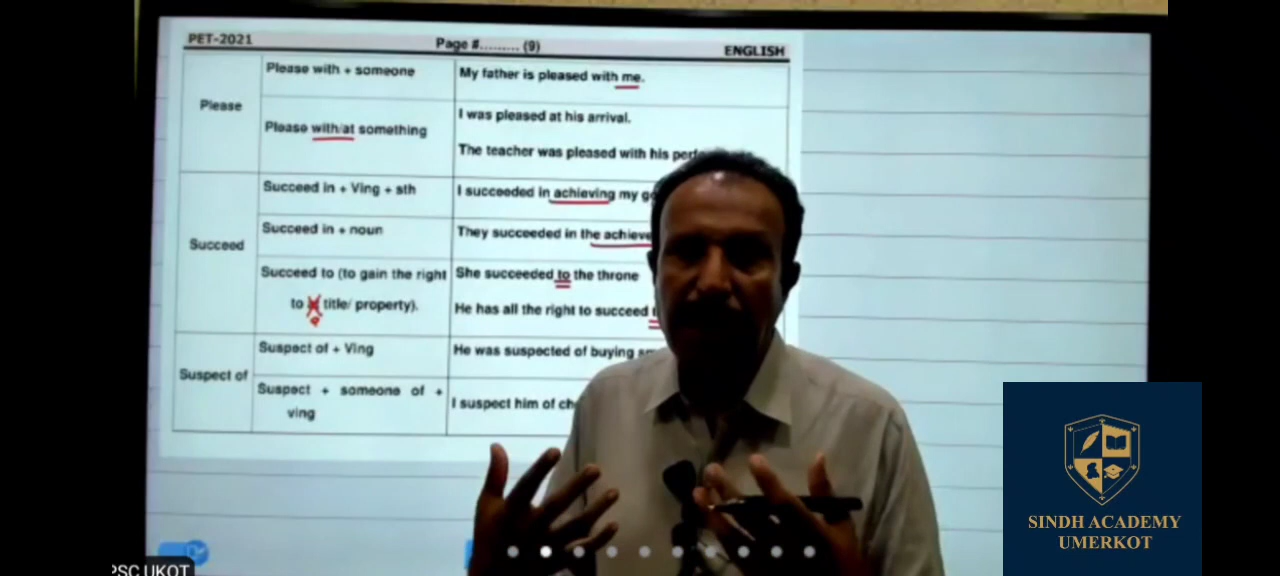 PET-2021 Page #......... (9) ENGLISH
Please
Please with + someone
My father is pleased with me.
Please with/at something
I was pleased at his arrival.
The teacher was pleased with his
Succeed
Succeed in + Ving + sth
I succeeded in achieving my
Succeed in + noun
They succeeded in the
Succeed to (to gain the right
to title/ property).
She succeeded to the throne
He has all the right to succeed
Suspect of
Suspect of + Ving
He was suspected of buying
Suspect + someone of +
ving
I suspect him of
SINDH ACADEMY
UMERKOT
PSC UKOT